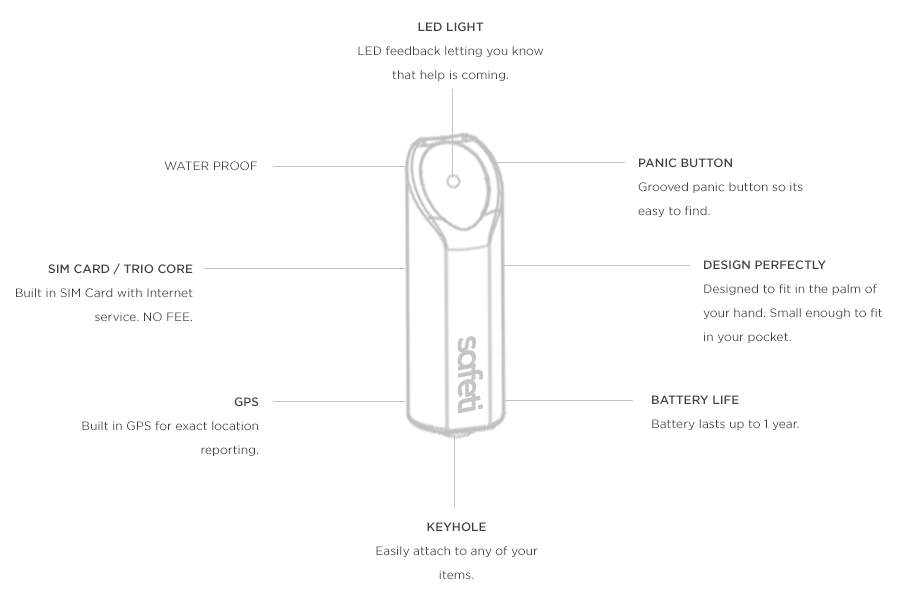 LED LIGHT
LED feedback letting you know
that help is coming.
WATER PROOF
PANIC BUTTON
Grooved panic button so its
easy to find.
SIM CARD / TRIO CORE
Built in SIM Card with Internet
service. NO FEE.
DESIGN PERFECTLY
Designed to fit in the palm of
your hand. Small enough to fit
in your pocket.
safeti
GPS
Built in GPS for exact location
reporting.
BATTERY LIFE
Battery lasts up to 1 year.
KEYHOLE
Easily attach to any of your
items.